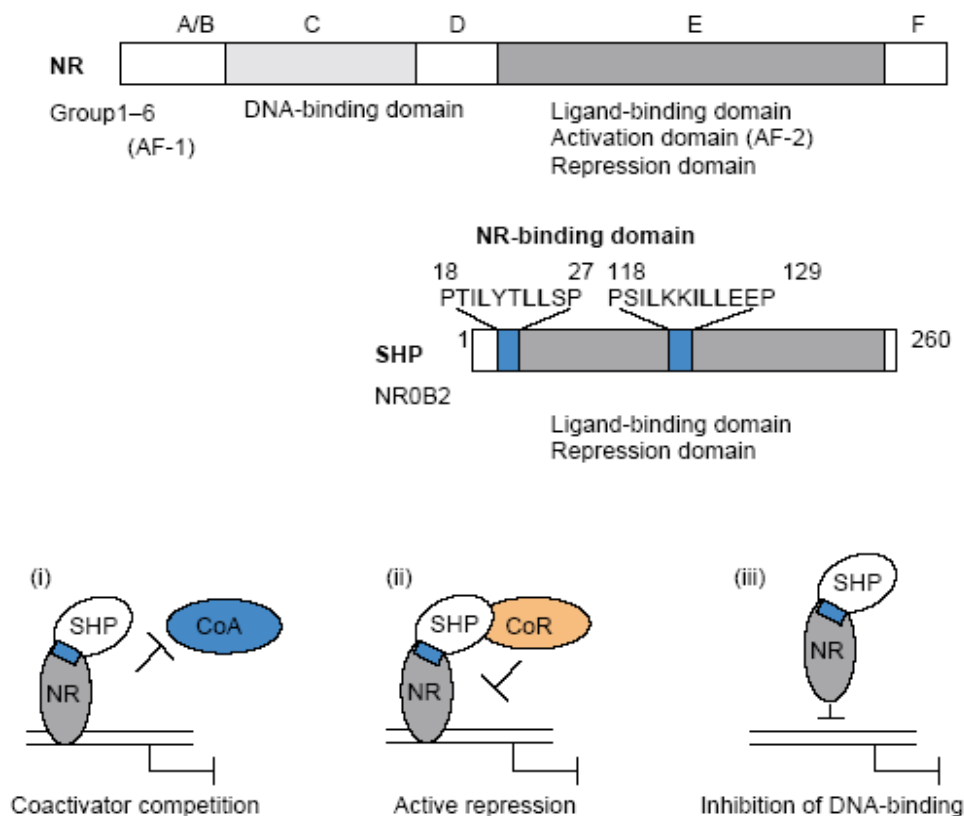 A/B C D E F
NR
Group1–6
(AF-1)
DNA-binding domain
Ligand-binding domain
Activation domain (AF-2)
Repression domain
NR-binding domain
18 27 118 129
PTILYTLLSP PSILKKILLEEP
1 260
SHP
NR0B2
Ligand-binding domain
Repression domain
(i)
SHP
CoA
NR
Coactivator competition
(ii)
SHP
CoR
NR
Active repression
(iii)
SHP
NR
Inhibition of DNA-binding